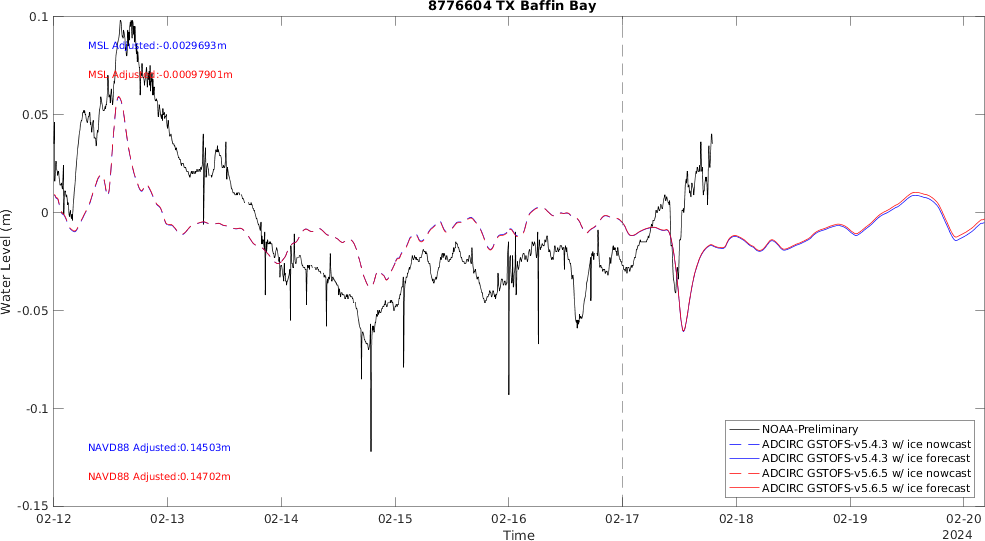 8776604 TX Baffin Bay
0.1
MSL Adjusted:-0.0029693m
MSL Adjusted:-0.00097901m
0.05
0
Water Level (m)
-0.05
-0.1
NAVD88 Adjusted:0.14503m
NAVD88 Adjusted:0.14702m
-0.15
NOAA-Preliminary
ADCIRC GSTOFS-v5.4.3 w/ ice nowcast
ADCIRC GSTOFS-v5.4.3 w/ ice forecast
ADCIRC GSTOFS-v5.6.5 w/ ice nowcast
ADCIRC GSTOFS-v5.6.5 w/ ice forecast
02-12 02-13 02-14 02-15 02-16 02-17 02-18 02-19 02-20
Time
2024